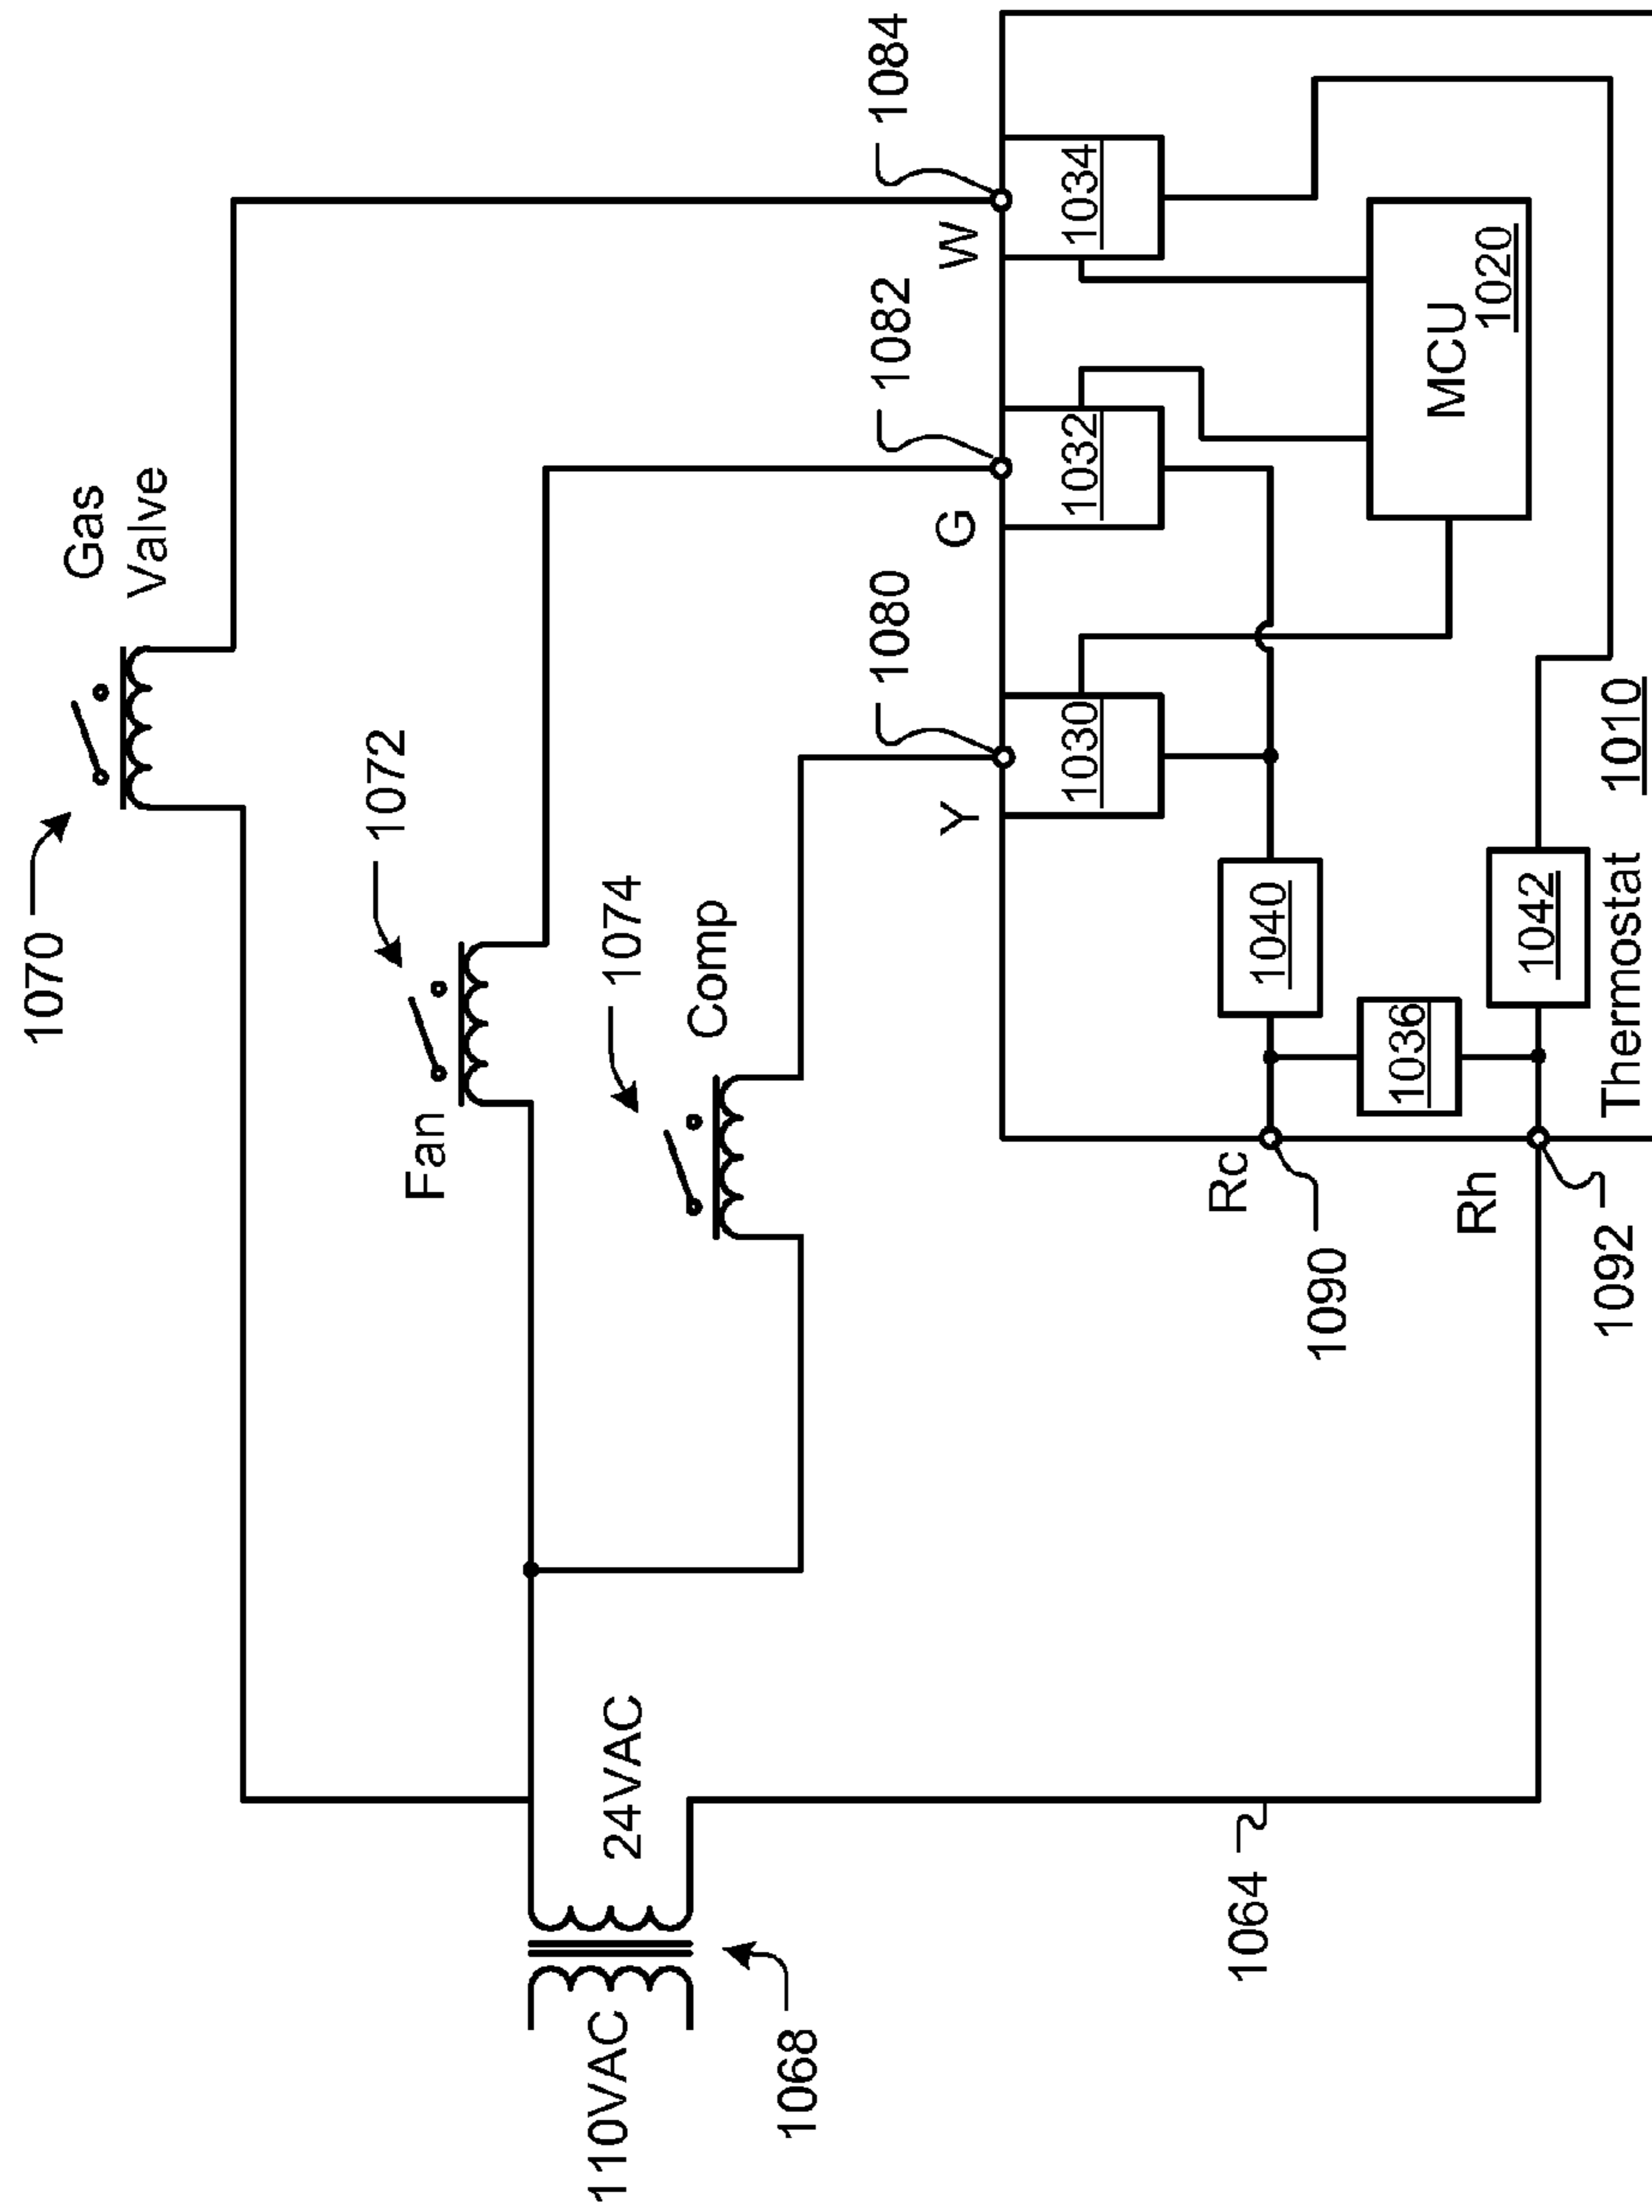 1070
Gas
Valve
1072
Fan
1074
Comp
110VAC
24VAC
1068
1064
1080
1082
1084
Y
G
W
1030
1032
1034
Rc
1090
1040
1036
MCU
1020
Rh
1092
1042
Thermostat 1010